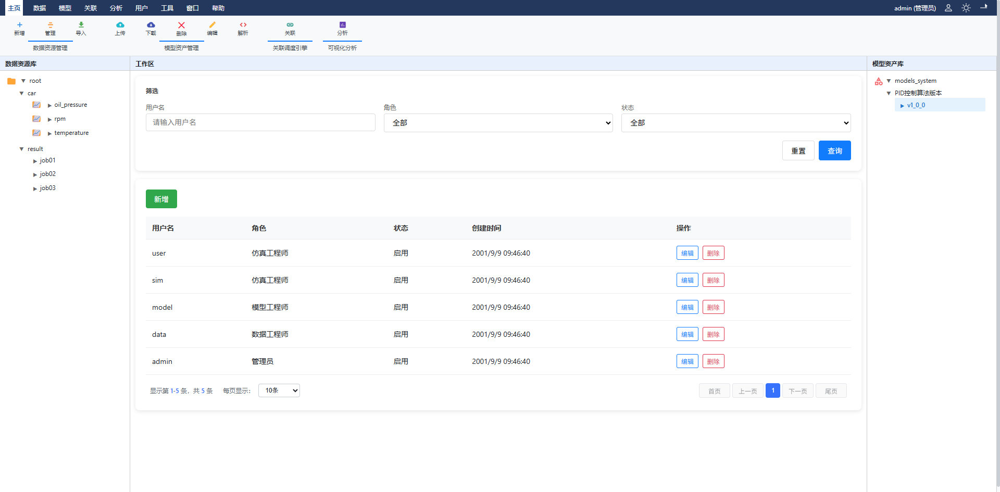 主页 数据 模型 关联 分析 用户 工具 窗口 帮助 admin (管理员)
新增 管理 导入 上传 下载 删除 编辑 解析 关联 分析
数据资源管理 模型资产管理 关联调度引擎 可视化分析
数据资源库
root
car
oil_pressure
rpm
temperature
result
job01
job02
job03
工作区
筛选
用户名 角色 状态
请输入用户名 全部 全部
重置 查询
新增
用户名 角色 状态 创建时间 操作
user 仿真工程师 启用 2001/9/9 09:46:40 编辑 删除
sim 仿真工程师 启用 2001/9/9 09:46:40 编辑 删除
model 模型工程师 启用 2001/9/9 09:46:40 编辑 删除
data 数据工程师 启用 2001/9/9 09:46:40 编辑 删除
admin 管理员 启用 2001/9/9 09:46:40 编辑 删除
显示第 1-5 条，共 5 条 每页显示： 10条 首页 上一页 1 下一页 尾页
模型资产库
models_system
PID控制算法版本
v1_0_0